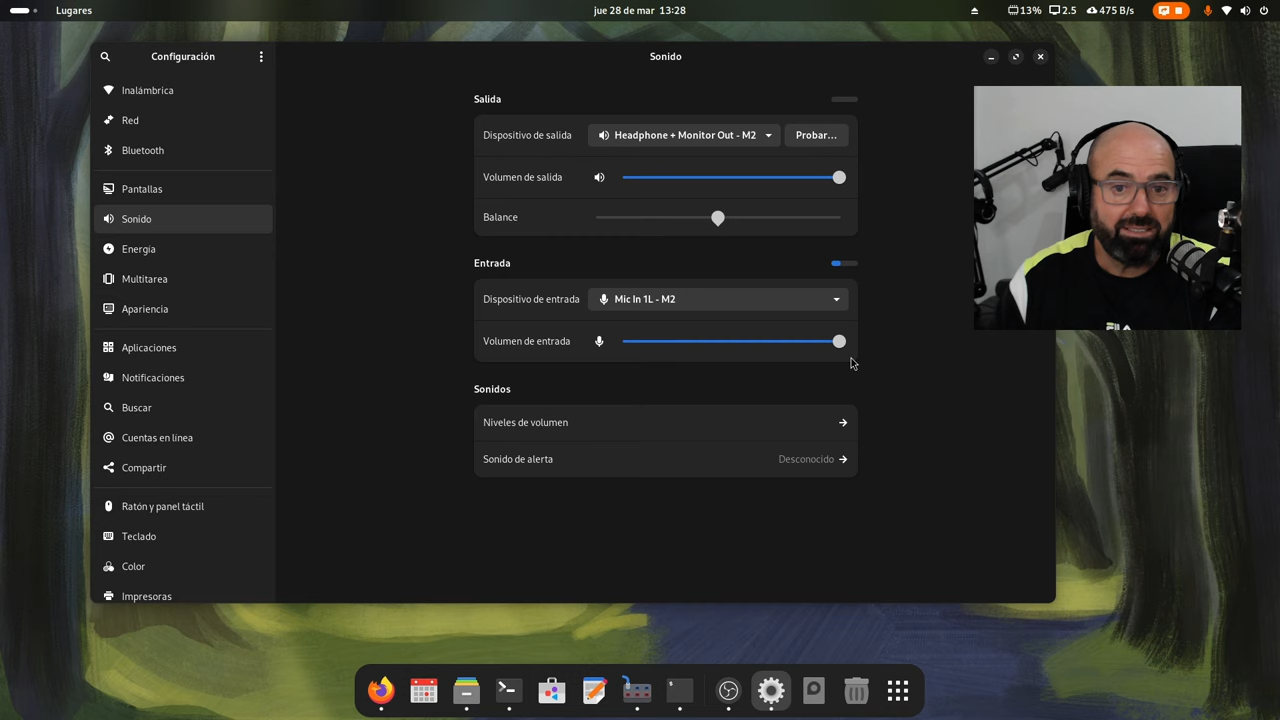 Lugares
jue 28 de mar 13:28
13% 2.5 475 B/s
Configuración
Sonido
Inalámbrica
Red
Bluetooth
Pantallas
Sonido
Energía
Multitarea
Apariencia
Aplicaciones
Notificaciones
Buscar
Cuentas en línea
Compartir
Ratón y panel táctil
Teclado
Color
Impresoras
Salida
Dispositivo de salida Headphone + Monitor Out - M2 Probar…
Volumen de salida
Balance
Entrada
Dispositivo de entrada Mic In 1L - M2
Volumen de entrada
Sonidos
Niveles de volumen
Sonido de alerta Desconocido